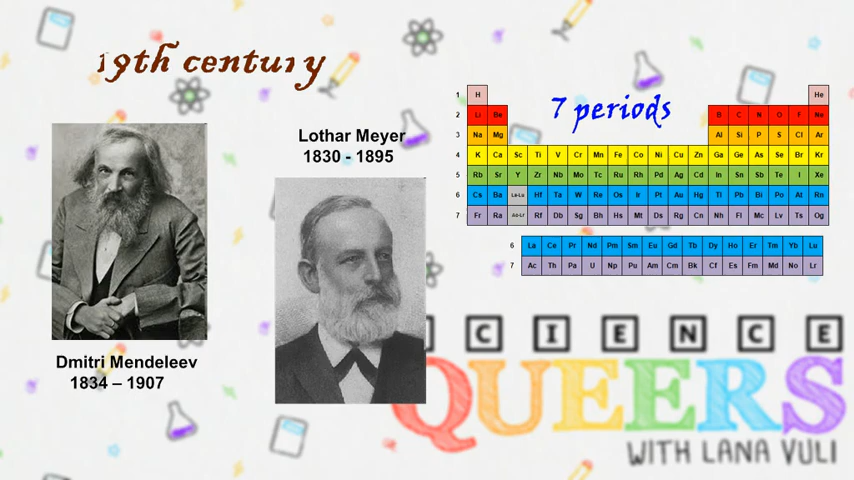 19th century
Lothar Meyer
1830 - 1895
Dmitri Mendeleev
1834 – 1907
7 periods
1 H He
2 Li Be B C N O F Ne
3 Na Mg Al Si P S Cl Ar
4 K Ca Sc Ti V Cr Mn Fe Co Ni Cu Zn Ga Ge As Se Br Kr
5 Rb Sr Y Zr Nb Mo Tc Ru Rh Pd Ag Cd In Sn Sb Te I Xe
6 Cs Ba La-Lu Hf Ta W Re Os Ir Pt Au Hg Tl Pb Bi Po At Rn
7 Fr Ra Ac-Lr Rf Db Sg Bh Hs Mt Ds Rg Cn Nh Fl Mc Lv Ts Og
6 La Ce Pr Nd Pm Sm Eu Gd Tb Dy Ho Er Tm Yb Lu
7 Ac Th Pa U Np Pu Am Cm Bk Cf Es Fm Md No Lr
CIENCE
QUEERS
WITH LANA VULI